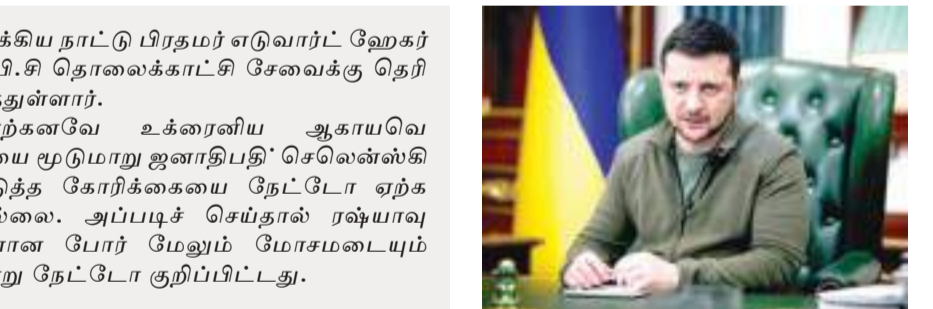 க்கிய நாட்டு பிரதமர் எடுவார்ட் ஹேகர்
பி.சி தொலைக்காட்சி சேவைக்கு தெரி
துள்ளார்.
ற்கனவே உக்ரைனிய ஆகாயவெ
யை மூடுமாறு ஜனாதிபதி செலென்ஸ்கி
டுத்த கோரிக்கையை நேட்டோ ஏற்க
ல்லை. அப்படிச் செய்தால் ரஷ்யாவு
ான போர் மேலும் மோசமடையும்
று நேட்டோ குறிப்பிட்டது.